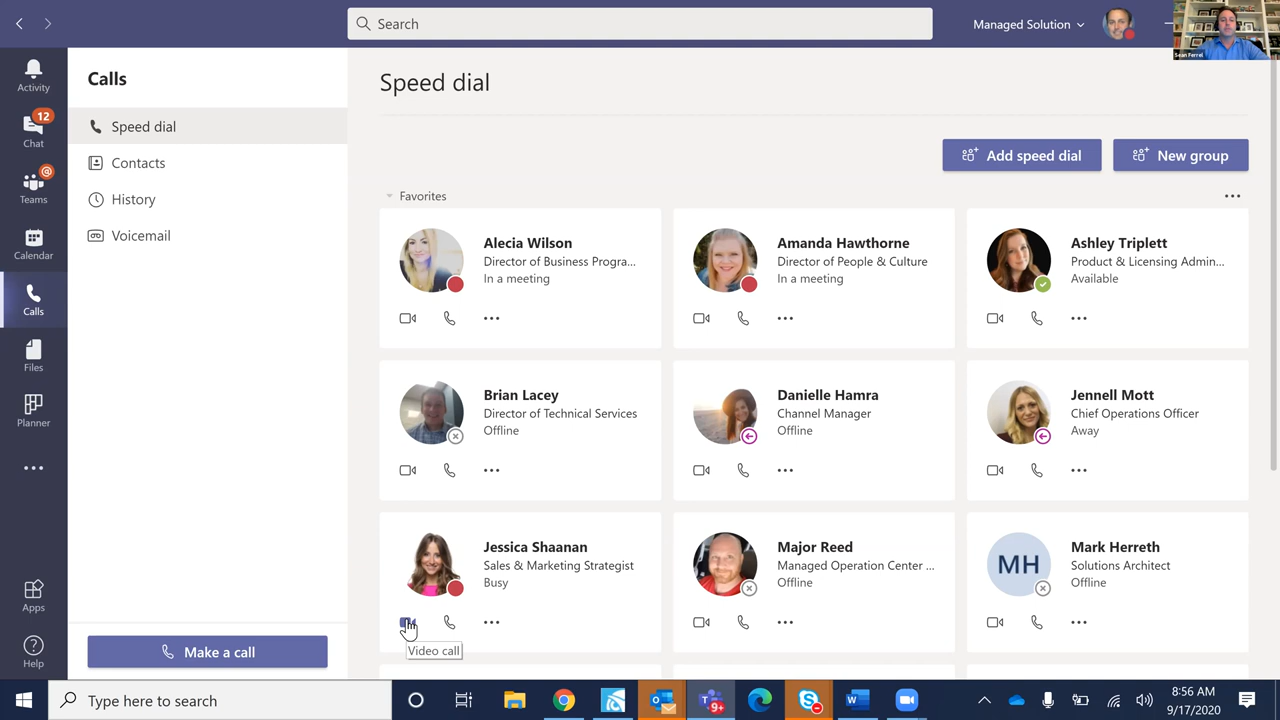 Search
Managed Solution
Sean Ferrel
Activity
12
Chat
Teams
Calendar
Calls
Files
Planner
Apps
Help
Calls
Speed dial
Contacts
History
Voicemail
Make a call
Speed dial
Add speed dial
New group
Favorites
Alecia Wilson
Director of Business Progra...
In a meeting
Amanda Hawthorne
Director of People & Culture
In a meeting
Ashley Triplett
Product & Licensing Admin...
Available
Brian Lacey
Director of Technical Services
Offline
Danielle Hamra
Channel Manager
Offline
Jennell Mott
Chief Operations Officer
Away
Jessica Shaanan
Sales & Marketing Strategist
Busy
Video call
Major Reed
Managed Operation Center ...
Offline
MH
Mark Herreth
Solutions Architect
Offline
Type here to search
9+
8:56 AM
9/17/2020